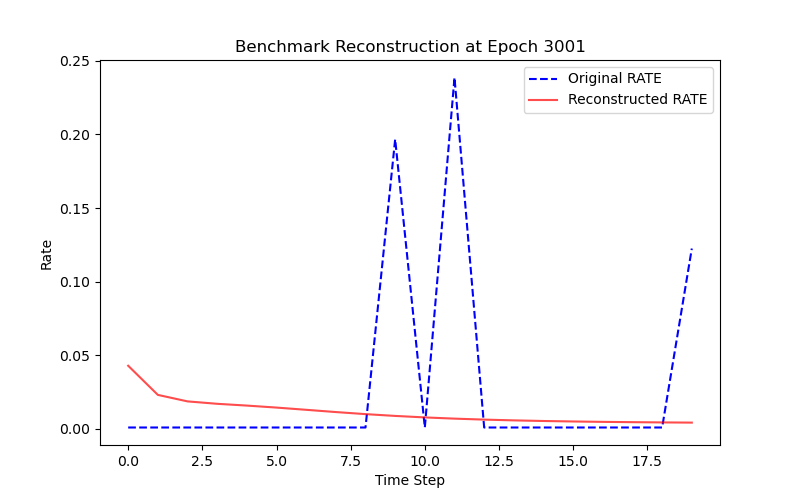 Benchmark Reconstruction at Epoch 3001
Original RATE
Reconstructed RATE
Rate
0.25
0.20
0.15
0.10
0.05
0.00
0.0 2.5 5.0 7.5 10.0 12.5 15.0 17.5
Time Step